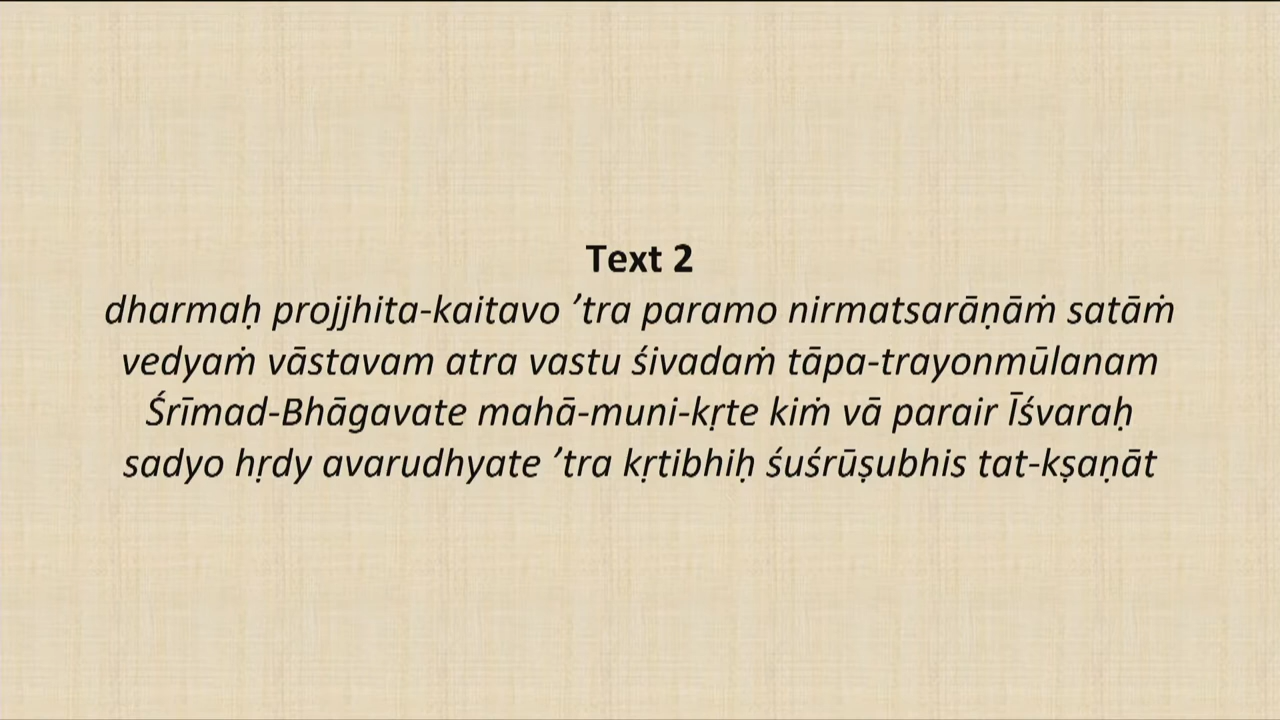 Text 2
dharmaḥ projjhita-kaitavo ’tra paramo nirmatsarāṇāṁ satāṁ
vedyaṁ vāstavam atra vastu śivadaṁ tāpa-trayonmūlanam
Śrīmad-Bhāgavate mahā-muni-kṛte kiṁ vā parair Īśvaraḥ
sadyo hṛdy avarudhyate ’tra kṛtibhiḥ śuśrūṣubhis tat-kṣaṇāt